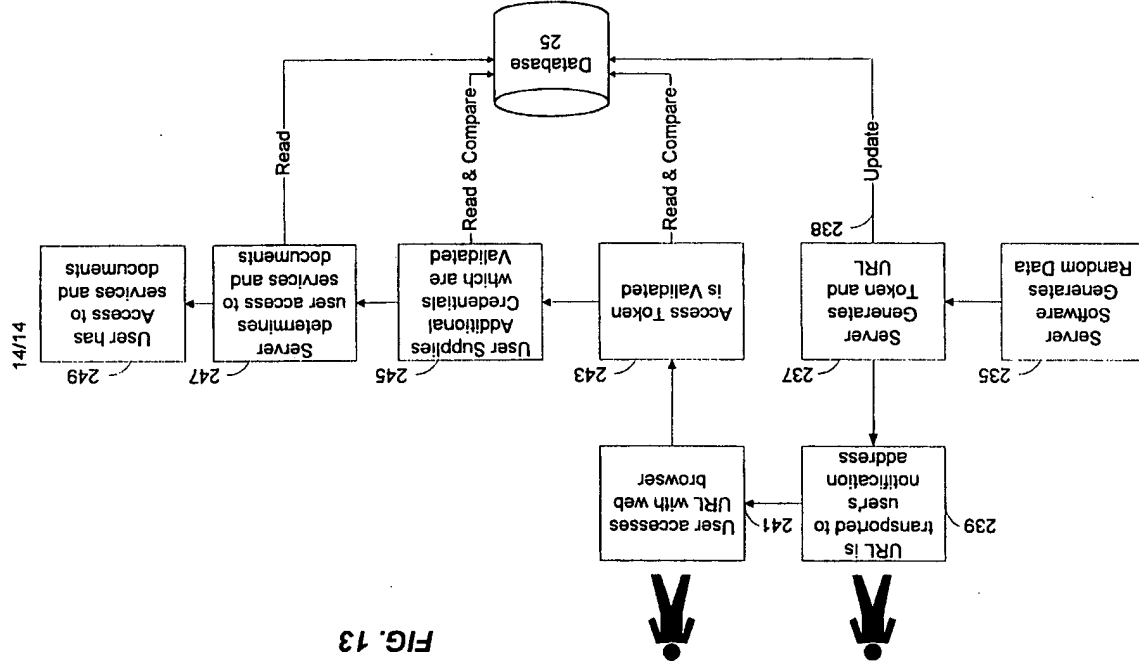 FIG. 13
239
URL is
transported to
user's
notification
address
241
User accesses
URL with web
browser
235
Server
Software
Generates
Random Data
237
Server
Generates
Token and
URL
238
243
Access Token
is Validated
245
User Supplies
Additional
Credentials
which are
Validated
247
Server
determines
user access to
services and
documents
249
User has
Access to
services and
documents
14/14
Update
Read & Compare
Read & Compare
Read
Database
25